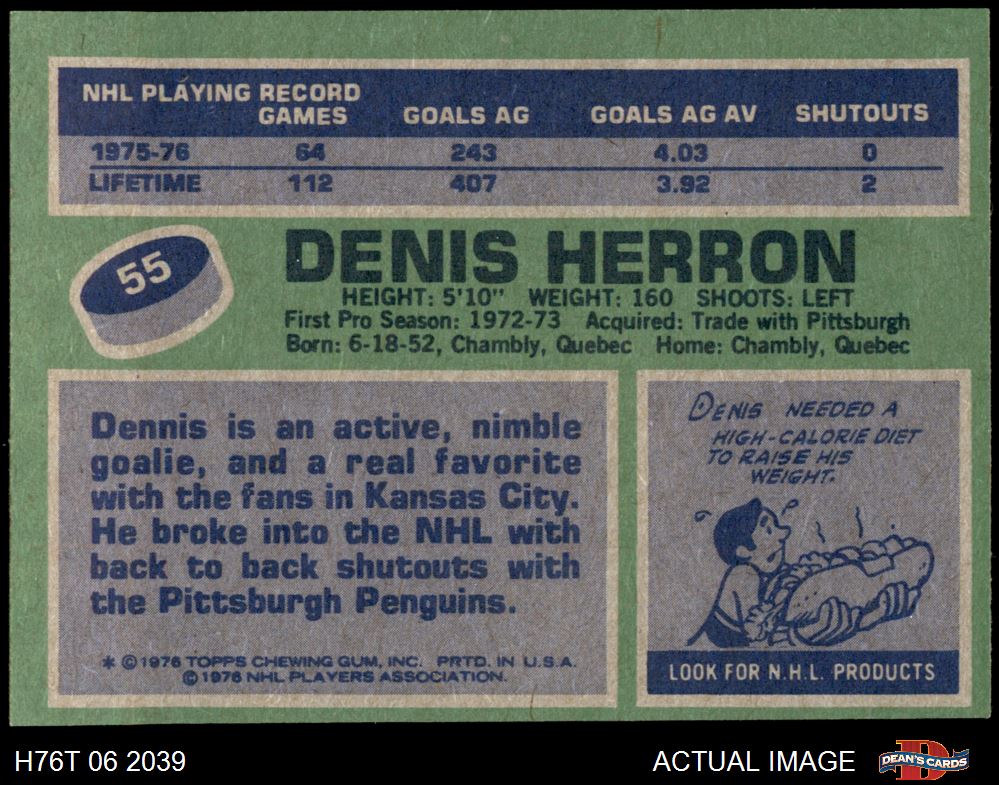 NHL PLAYING RECORD
GAMES GOALS AG GOALS AG AV SHUTOUTS
1975-76 64 243 4.03 0
LIFETIME 112 407 3.92 2
55
DENIS HERRON
HEIGHT: 5'10" WEIGHT: 160 SHOOTS: LEFT
First Pro Season: 1972-73 Acquired: Trade with Pittsburgh
Born: 6-18-52, Chambly, Quebec Home: Chambly, Quebec
Dennis is an active, nimble
goalie, and a real favorite
with the fans in Kansas City.
He broke into the NHL with
back to back shutouts with
the Pittsburgh Penguins.
* © 1976 TOPPS CHEWING GUM, INC. PRTD. IN U.S.A.
© 1976 NHL PLAYERS ASSOCIATION.
DENIS NEEDED A
HIGH-CALORIE DIET
TO RAISE HIS
WEIGHT.
LOOK FOR N.H.L. PRODUCTS
H76T 06 2039
ACTUAL IMAGE
D
DEAN'S CARDS